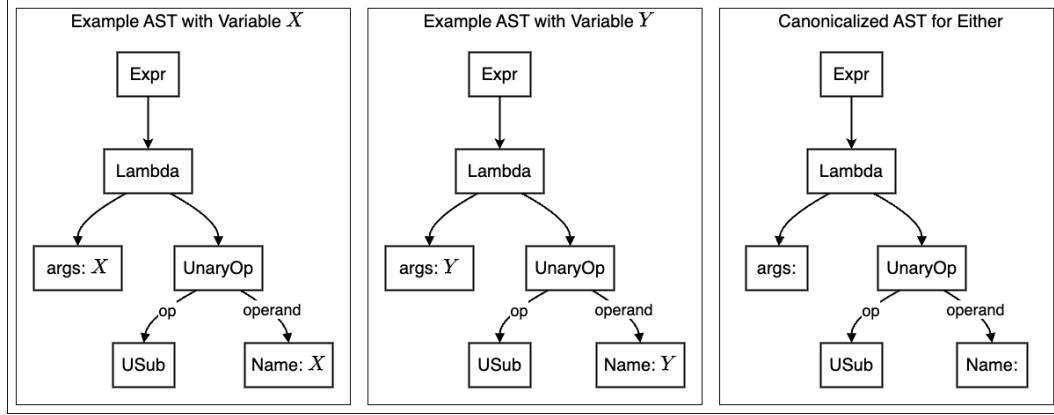 Example AST with Variable X
Expr
Lambda
args: X
UnaryOp
op
operand
USub
Name: X
Example AST with Variable Y
Expr
Lambda
args: Y
UnaryOp
op
operand
USub
Name: Y
Canonicalized AST for Either
Expr
Lambda
args:
UnaryOp
op
operand
USub
Name: